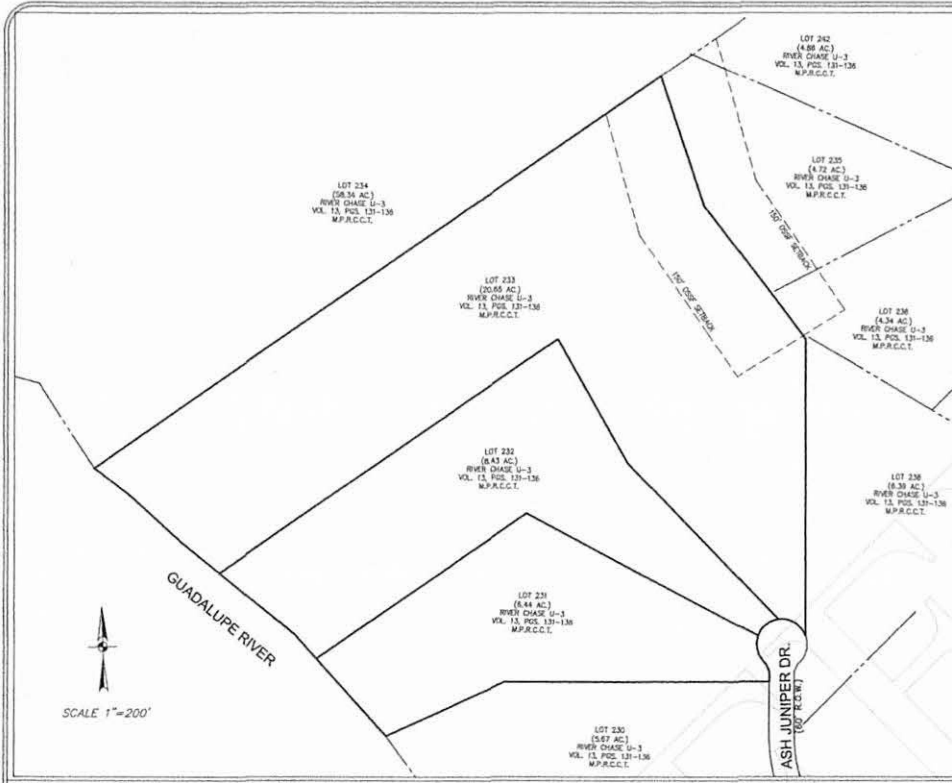 LOT 242
(4.88 AC.)
RIVER CHASE U-3
VOL. 13, PGS. 131-136
M.P.R.C.C.T.
LOT 234
(58.34 AC.)
RIVER CHASE U-3
VOL. 13, PGS. 131-136
M.P.R.C.C.T.
LOT 235
(4.72 AC.)
RIVER CHASE U-3
VOL. 13, PGS. 131-136
M.P.R.C.C.T.
150' OSSF SETBACK
150' OSSF SETBACK
LOT 233
(20.65 AC.)
RIVER CHASE U-3
VOL. 13, PGS. 131-136
M.P.R.C.C.T.
LOT 236
(4.34 AC.)
RIVER CHASE U-3
VOL. 13, PGS. 131-136
M.P.R.C.C.T.
LOT 232
(8.43 AC.)
RIVER CHASE U-3
VOL. 13, PGS. 131-136
M.P.R.C.C.T.
LOT 238
(6.39 AC.)
RIVER CHASE U-3
VOL. 13, PGS. 131-136
M.P.R.C.C.T.
GUADALUPE RIVER
LOT 231
(6.44 AC.)
RIVER CHASE U-3
VOL. 13, PGS. 131-136
M.P.R.C.C.T.
SCALE 1"=200'
ASH JUNIPER DR.
(60' R.O.W.)
LOT 230
(5.67 AC.)
RIVER CHASE U-3
VOL. 13, PGS. 131-136
M.P.R.C.C.T.